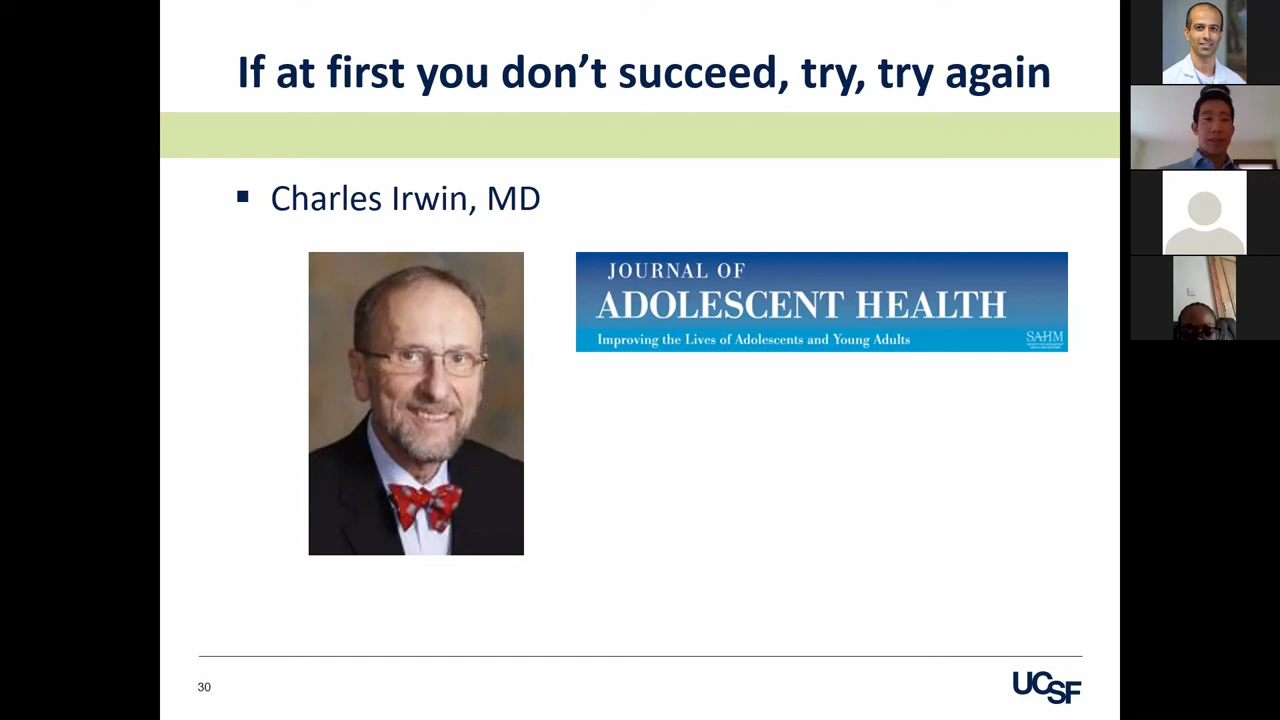 If at first you don’t succeed, try, try again
▪ Charles Irwin, MD
JOURNAL OF
ADOLESCENT HEALTH
Improving the Lives of Adolescents and Young Adults
SAHM
30
UCSF